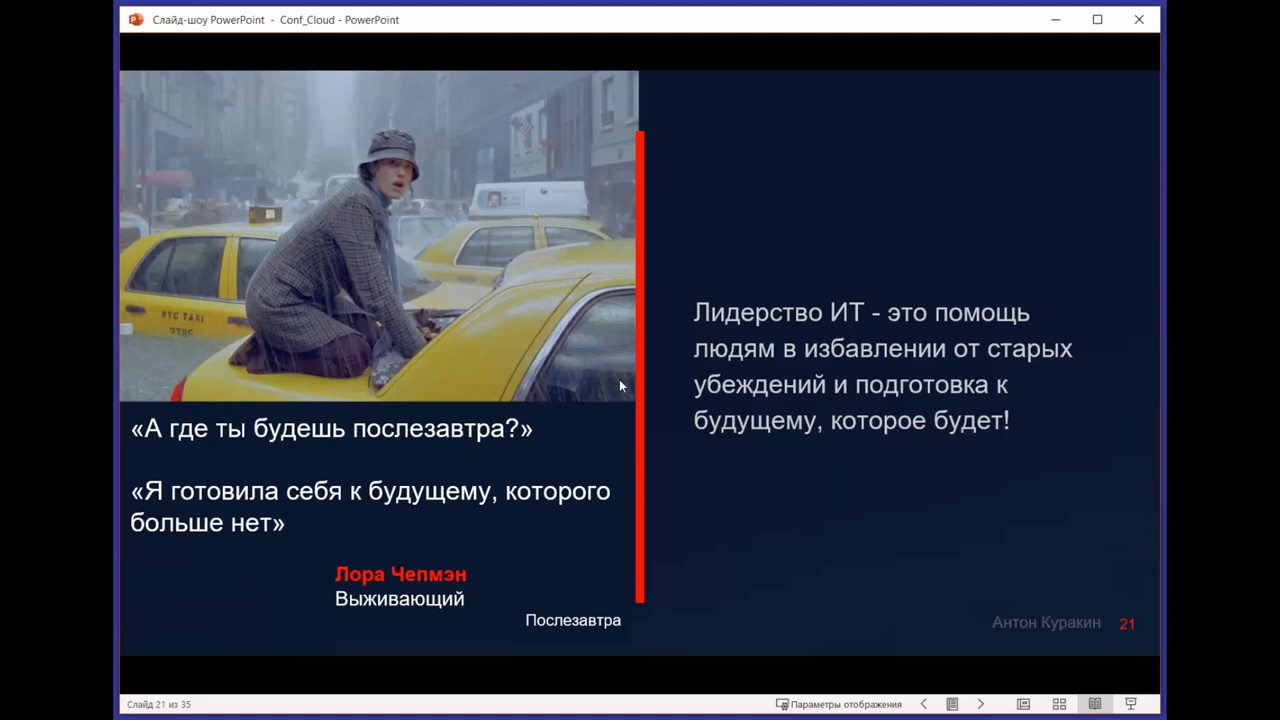 Слайд-шоу PowerPoint - Conf_Cloud - PowerPoint
NYC TAXI
«А где ты будешь послезавтра?»
«Я готовила себя к будущему, которого
больше нет»
Лора Чепмэн
Выживающий
Послезавтра
Лидерство ИТ - это помощь
людям в избавлении от старых
убеждений и подготовка к
будущему, которое будет!
Антон Куракин 21
Слайд 21 из 35
Параметры отображения